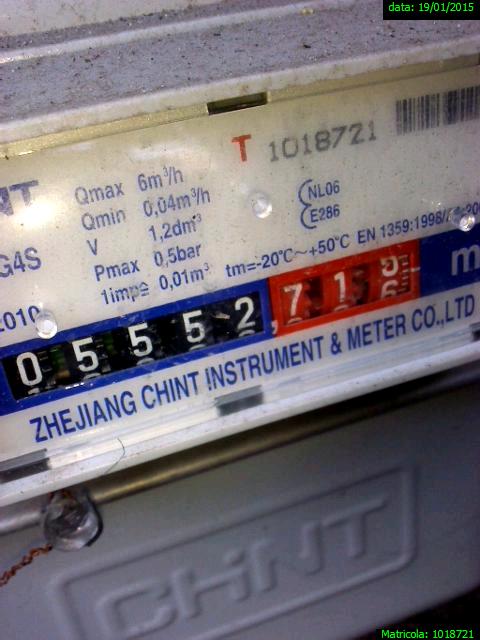 data: 19/01/2015
T 1018721
Qmax 6m³/h
Qmin 0,04m³/h
V 1,2dm³
Pmax 0,5bar
1imp≙ 0,01m³
NL06
E286
G4S
tm=-20°C~+50°C EN 1359:1998/
2010
05552,71
m
ZHEJIANG CHINT INSTRUMENT & METER CO.,LTD
CHNT
Matricola: 1018721